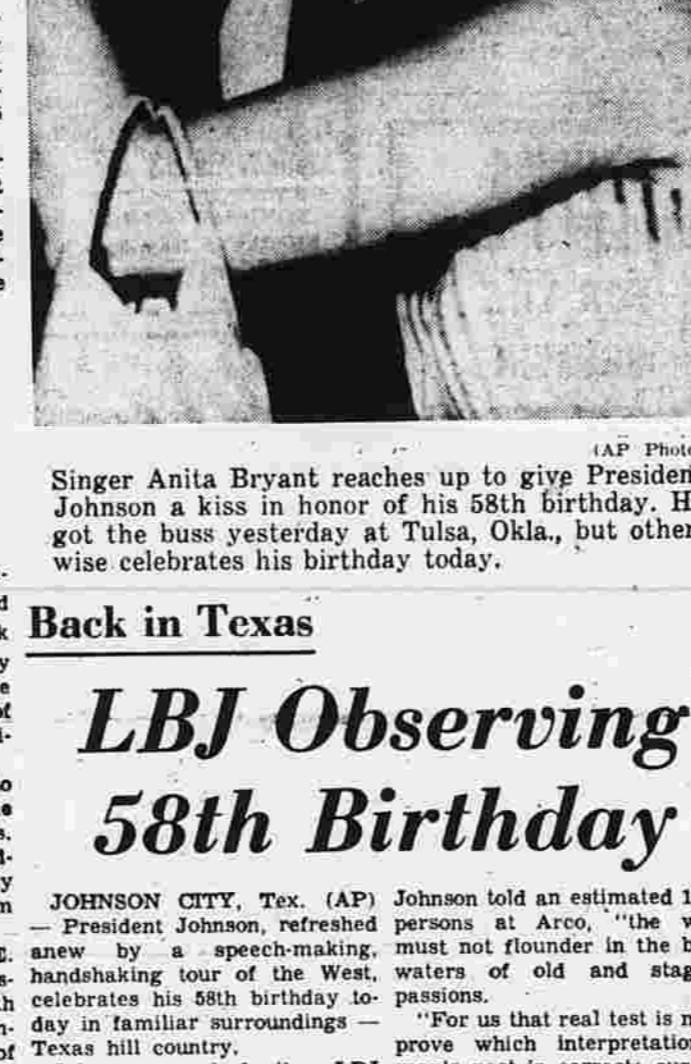 (AP Photo
Singer Anita Bryant reaches up to give Presiden
Johnson a kiss in honor of his 58th birthday. H
got the buss yesterday at Tulsa, Okla., but other
wise celebrates his birthday today.
Back in Texas
LBJ Observing
58th Birthday
JOHNSON CITY, Tex. (AP)
— President Johnson, refreshed
anew by a speech-making,
handshaking tour of the West,
celebrates his 58th birthday to-
day in familiar surroundings —
Texas hill country.
Johnson told an estimated 1
persons at Arco, "the w
must not flounder in the b
waters of old and stag
passions.
"For us that real test is n
prove which interpretation